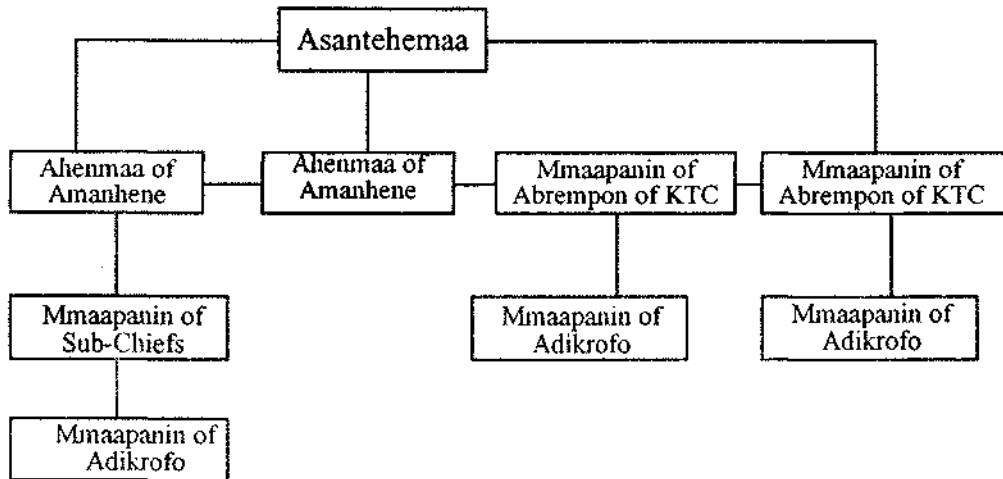 Asantehemaa
Ahenmaa of
Amanhene
Ahenmaa of
Amanhene
Mmaapanin of
Abrempon of KTC
Mmaapanin of
Abrempon of KTC
Mmaapanin of
Sub-Chiefs
Mmaapanin of
Adikrofo
Mmaapanin of
Adikrofo
Mmaapanin of
Adikrofo